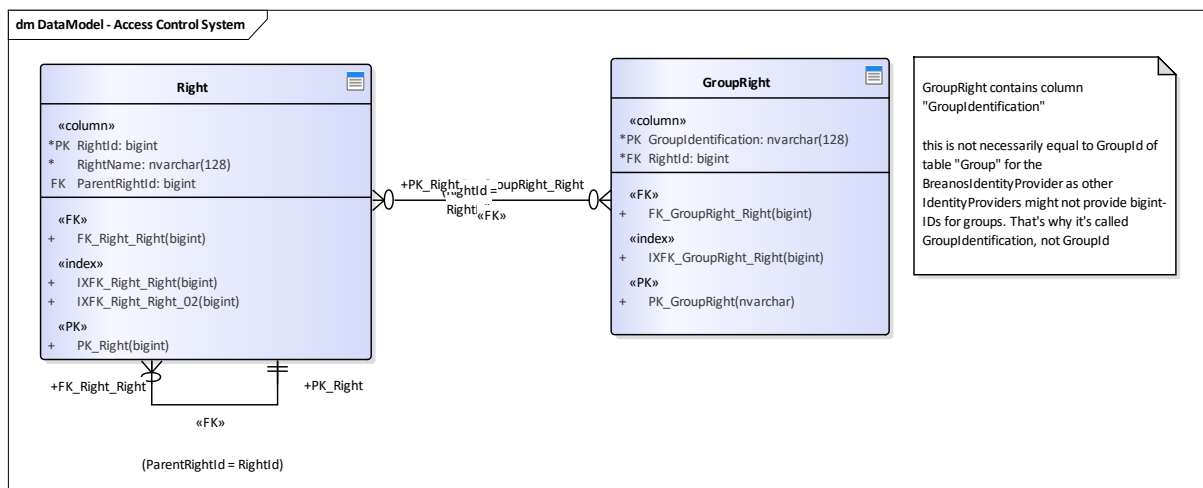 dm DataModel - Access Control System
Right
«column»
*PK RightId: bigint
* RightName: nvarchar(128)
FK ParentRightId: bigint
«FK»
+ FK_Right_Right(bigint)
«index»
+ IXFK_Right_Right(bigint)
+ IXFK_Right_Right_02(bigint)
«PK»
+ PK_Right(bigint)
+FK_Right_Right
+PK_Right
«FK»
(ParentRightId = RightId)
+PK_Right
GroupRight_Right
(RightId =
«FK»
GroupRight
«column»
*PK GroupIdentification: nvarchar(128)
*FK RightId: bigint
«FK»
+ FK_GroupRight_Right(bigint)
«index»
+ IXFK_GroupRight_Right(bigint)
«PK»
+ PK_GroupRight(nvarchar)
GroupRight contains column
"GroupIdentification"
this is not necessarily equal to GroupId of
table "Group" for the
BreanosIdentityProvider as other
IdentityProviders might not provide bigint-
IDs for groups. That's why it's called
GroupIdentification, not GroupId